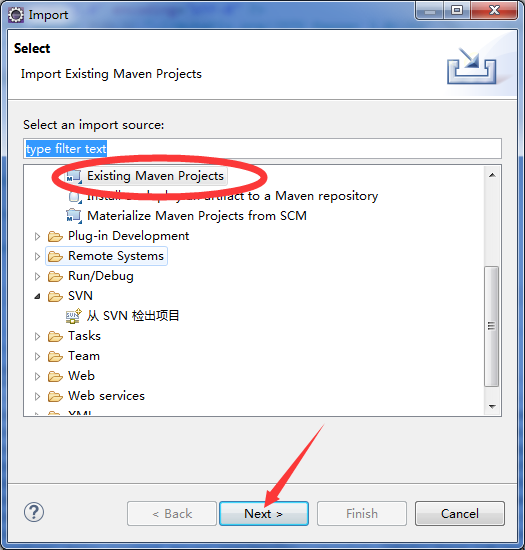 Import
Select
Import Existing Maven Projects
Select an import source:
type filter text
Existing Maven Projects
artifact to a Maven repository
Materialize Maven Projects from SCM
Plug-in Development
Remote Systems
Run/Debug
SVN
从 SVN 检出项目
Tasks
Team
Web
Web services
XML
?
< Back
Next >
Finish
Cancel